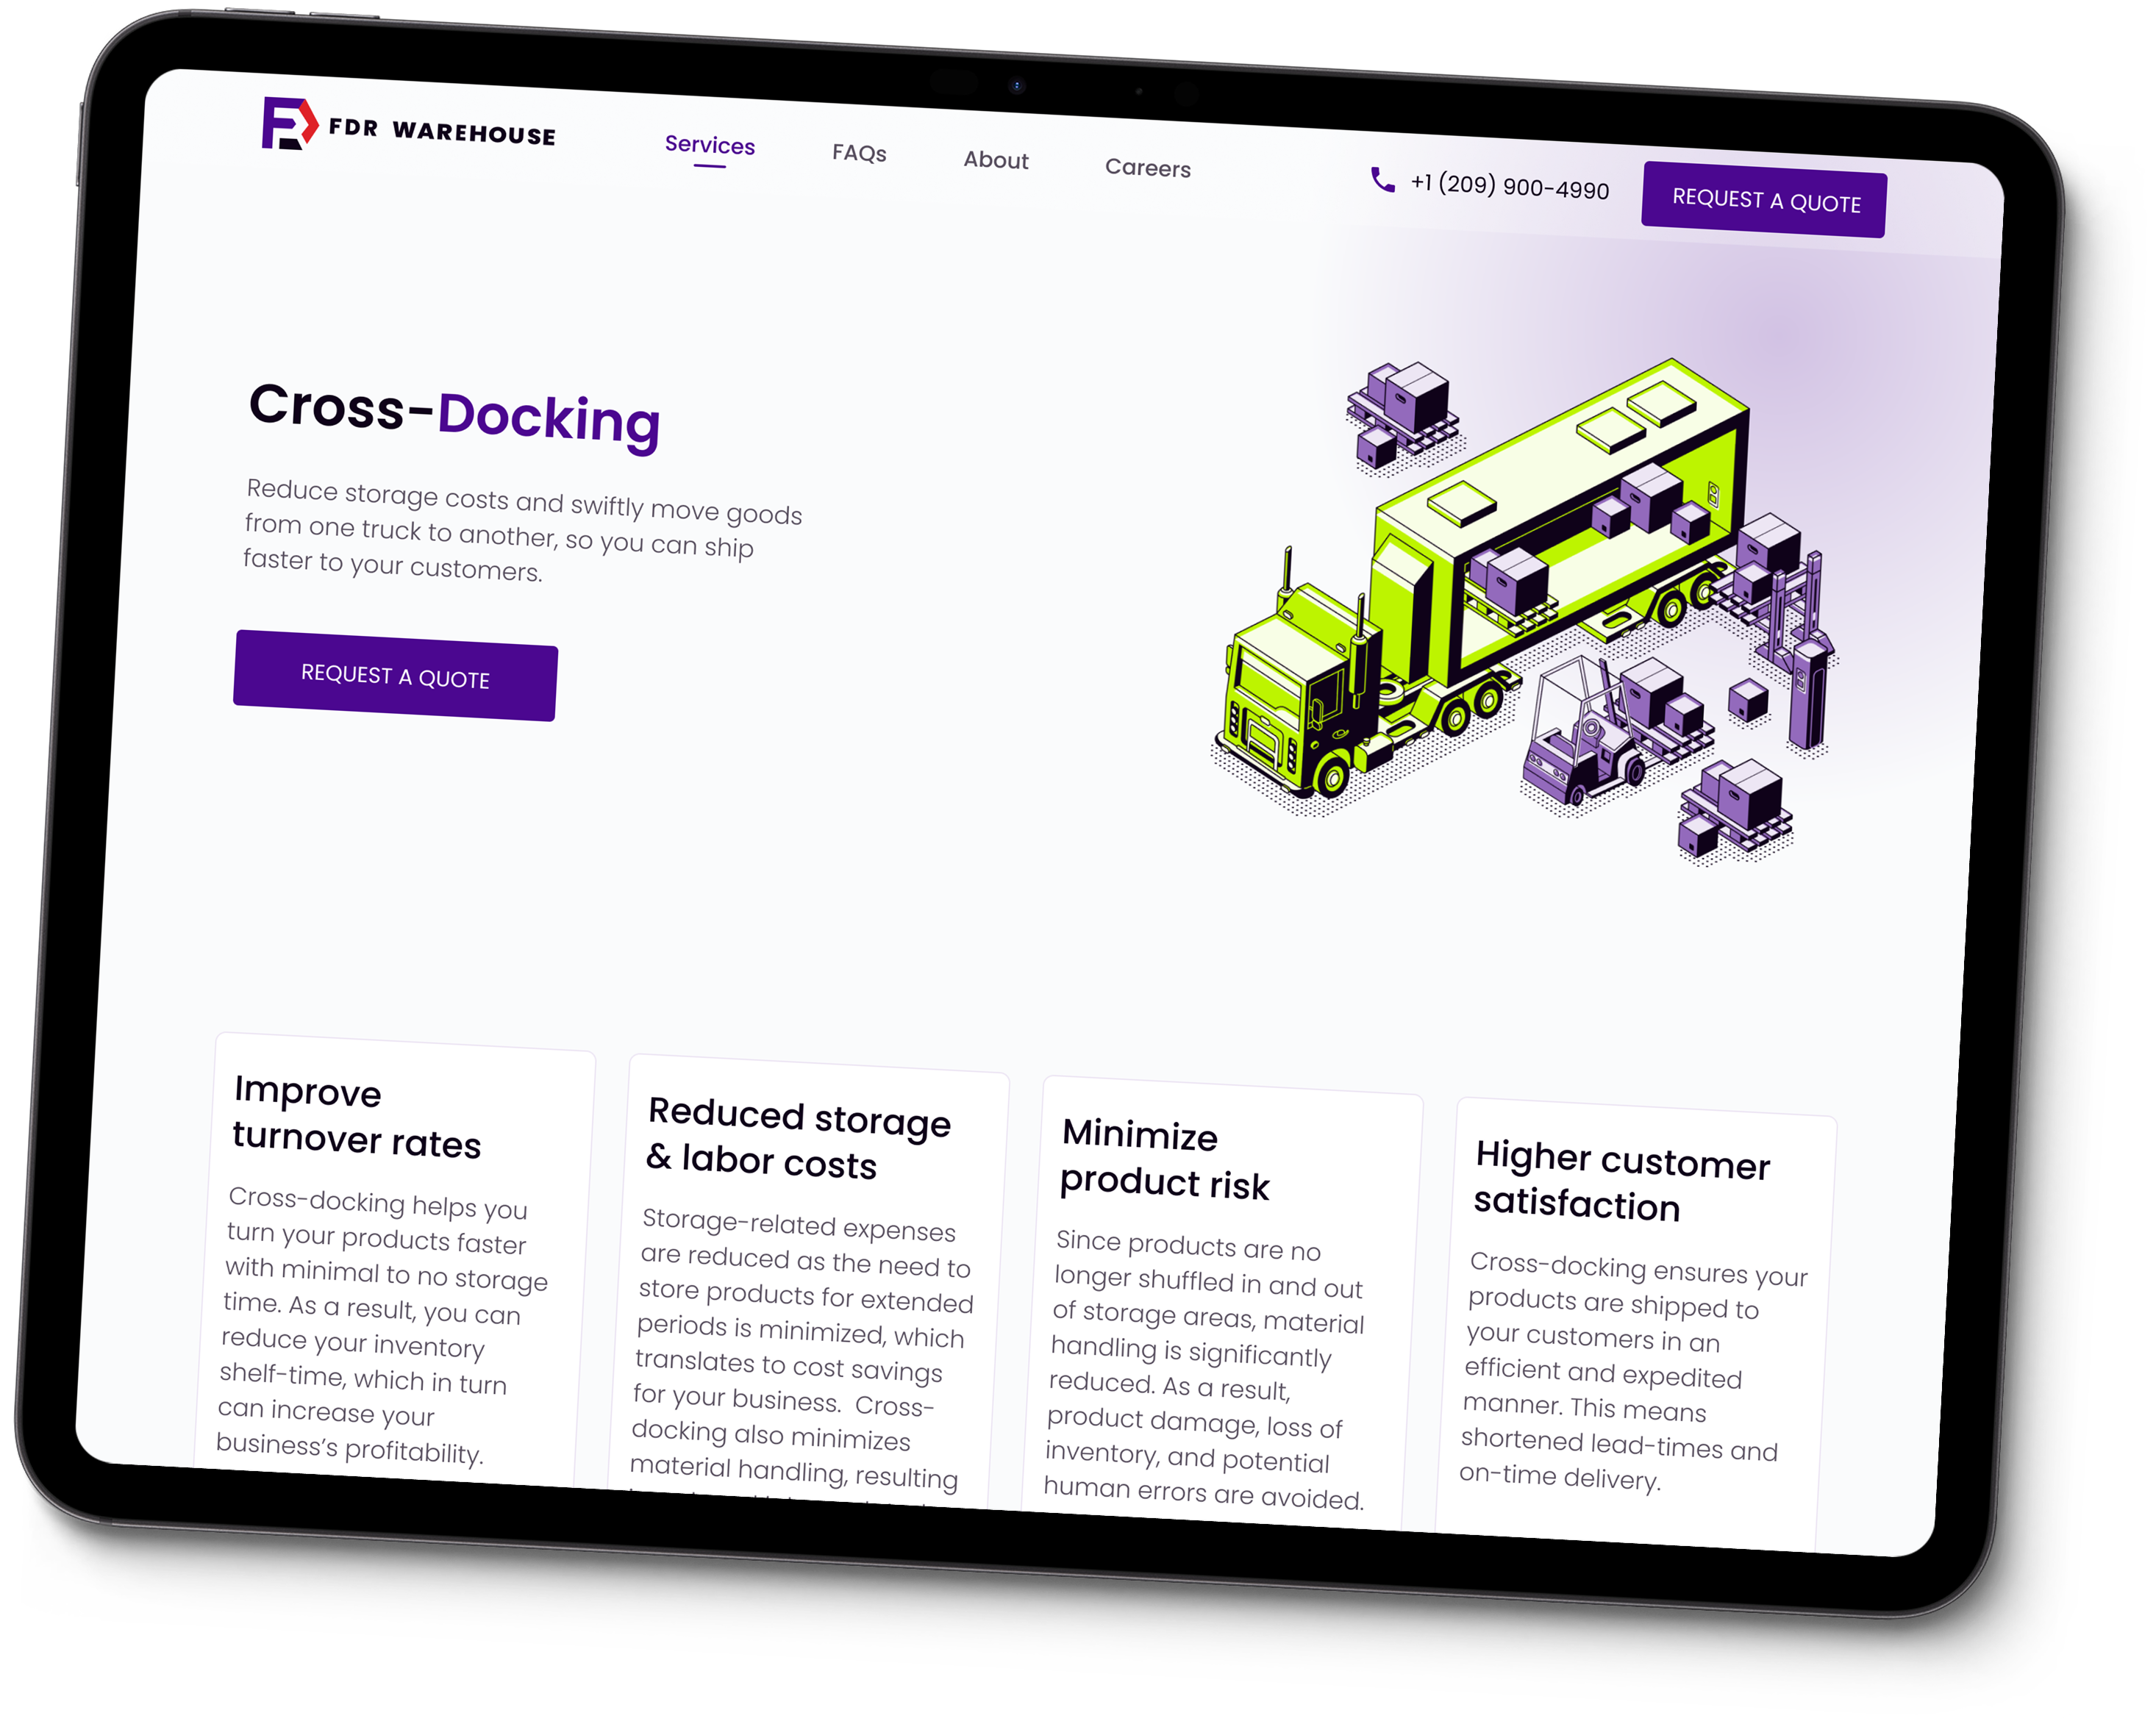 FDR WAREHOUSE
Services
FAQs
About
Careers
+1 (209) 900-4990
REQUEST A QUOTE
Cross-Docking
Reduce storage costs and swiftly move goods
from one truck to another, so you can ship
faster to your customers.
REQUEST A QUOTE
Improve
turnover rates
Cross-docking helps you
turn your products faster
with minimal to no storage
time. As a result, you can
reduce your inventory
shelf-time, which in turn
can increase your
business’s profitability.
Reduced storage
& labor costs
Storage-related expenses
are reduced as the need to
store products for extended
periods is minimized, which
translates to cost savings
for your business.  Cross-
docking also minimizes
material handling, resulting
Minimize
product risk
Since products are no
longer shuffled in and out
of storage areas, material
handling is significantly
reduced. As a result,
product damage, loss of
inventory, and potential
human errors are avoided.
Higher customer
satisfaction
Cross-docking ensures your
products are shipped to
your customers in an
efficient and expedited
manner. This means
shortened lead-times and
on-time delivery.